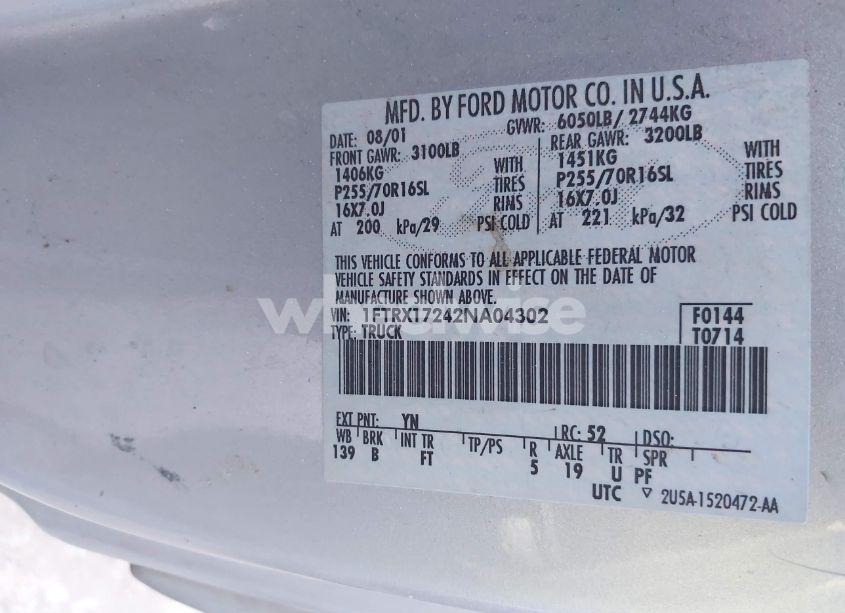 MFD. BY FORD MOTOR CO. IN U.S.A.
DATE: 08/01 GVWR: 6050LB/ 2744KG
FRONT GAWR: 3100LB REAR GAWR: 3200LB
1406KG WITH 1451KG WITH
P255/70R16SL TIRES P255/70R16SL TIRES
16X7.0J RIMS 16X7.0J RIMS
AT 200 kPa/29 PSI COLD AT 221 kPa/32 PSI COLD
THIS VEHICLE CONFORMS TO ALL APPLICABLE FEDERAL MOTOR
VEHICLE SAFETY STANDARDS IN EFFECT ON THE DATE OF
MANUFACTURE SHOWN ABOVE.
VIN: 1FTRX17242NA04302 F0144
TYPE: TRUCK T0714
EXT PNT: YN RC: 52 DSO:
WB BRK INT TR TP/PS R AXLE TR SPR
139 B FT 5 19 U PF
UTC ▽ 2U5A-1520472-AA